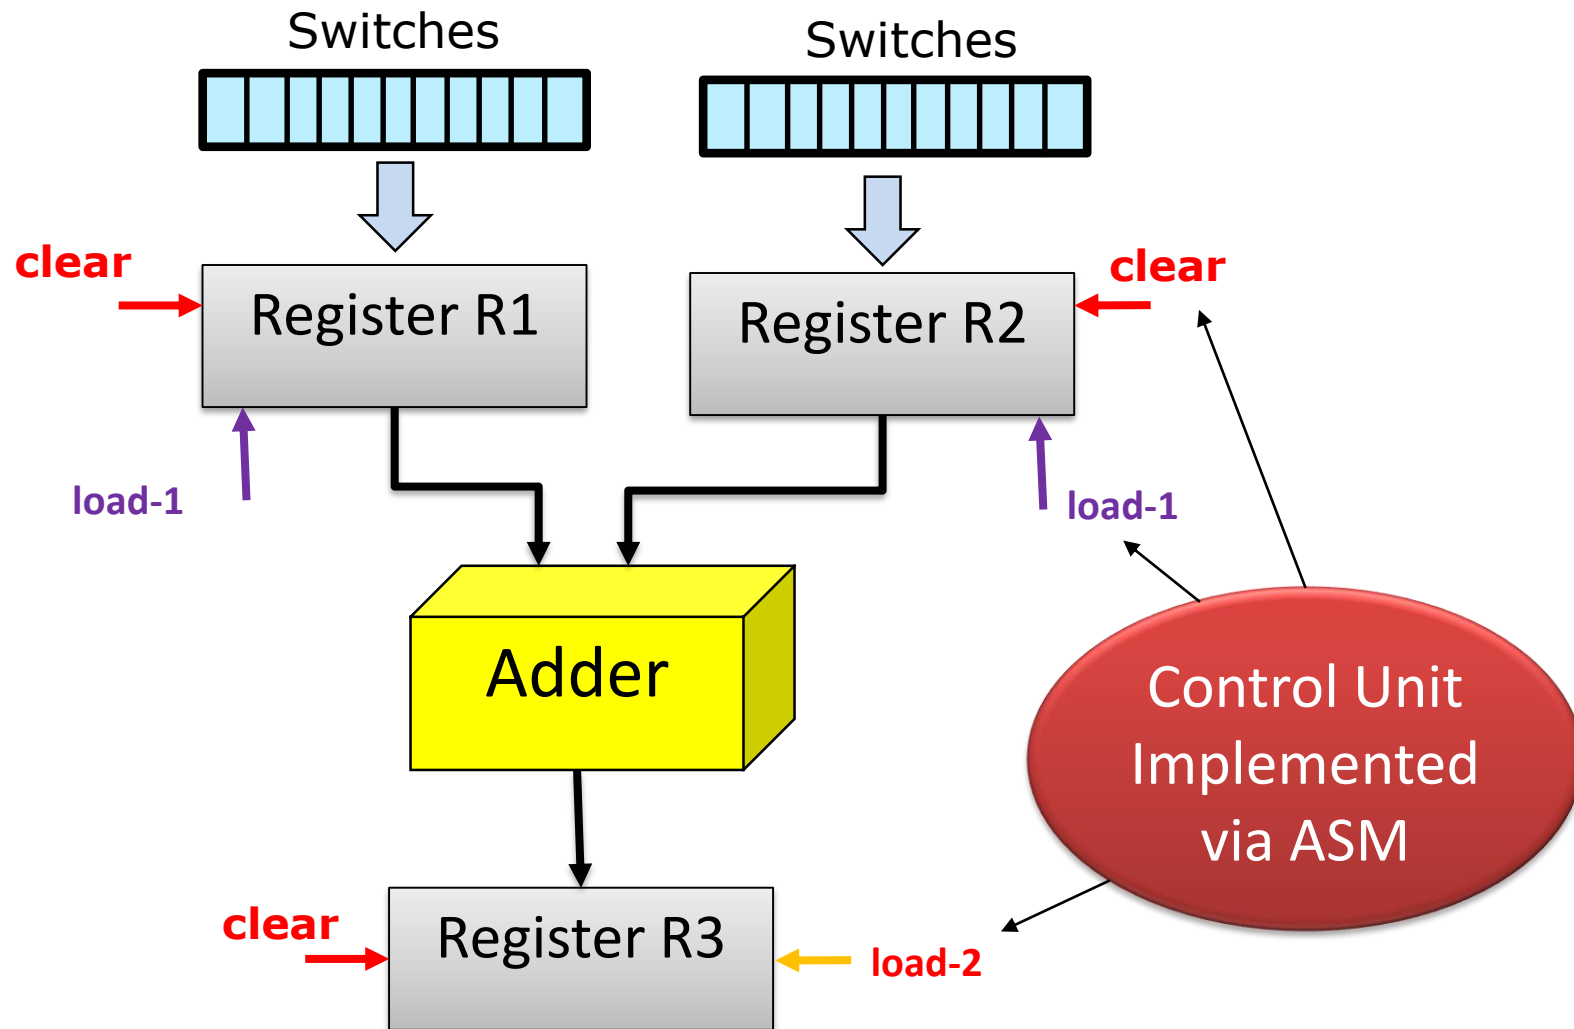 Switches
Switches
clear
clear
Register R1
Register R2
load-1
load-1
Adder
Control Unit
Implemented
via ASM
clear
Register R3
load-2